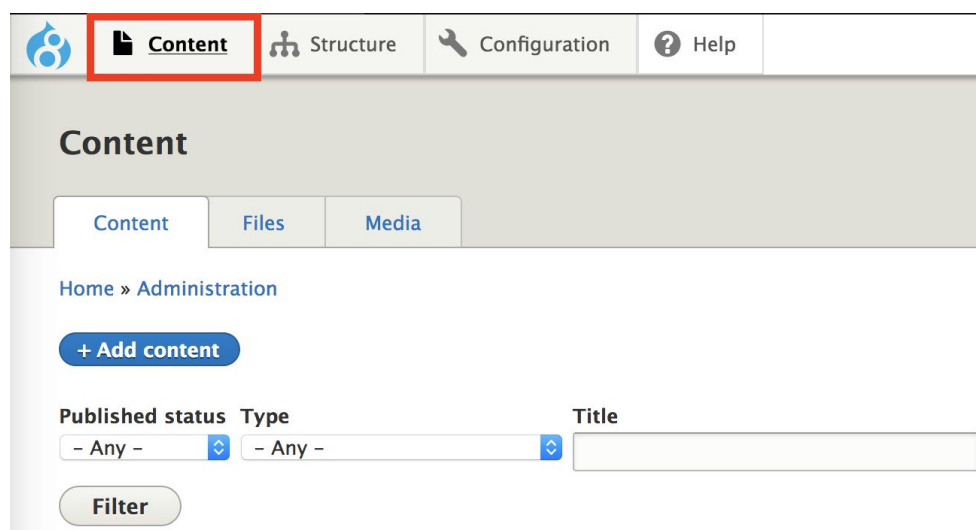 Content Structure Configuration Help
Content
Content Files Media
Home » Administration
+ Add content
Published status Type Title
– Any – – Any –
Filter